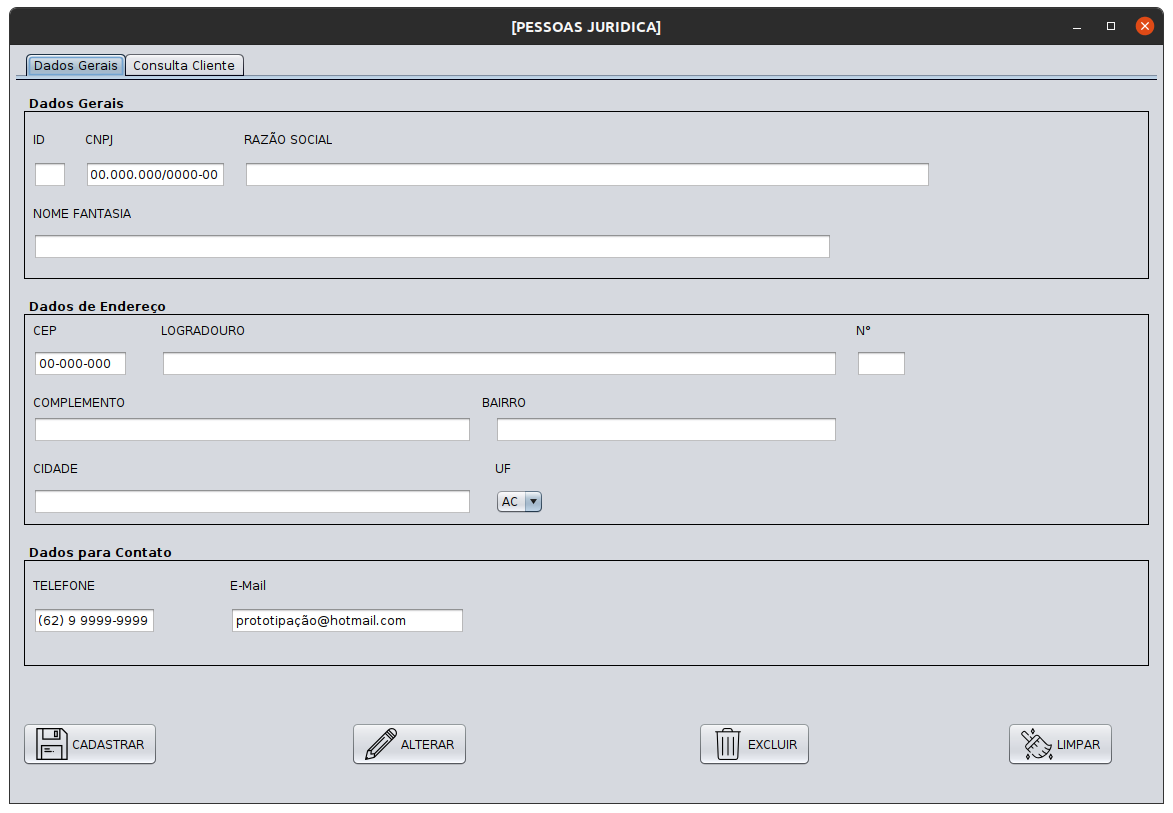 [PESSOAS JURIDICA]
Dados Gerais Consulta Cliente
Dados Gerais
ID CNPJ RAZÃO SOCIAL
00.000.000/0000-00
NOME FANTASIA
Dados de Endereço
CEP LOGRADOURO N°
00-000-000
COMPLEMENTO BAIRRO
CIDADE UF
AC
Dados para Contato
TELEFONE E-Mail
(62) 9 9999-9999 prototipação@hotmail.com
CADASTRAR ALTERAR EXCLUIR LIMPAR